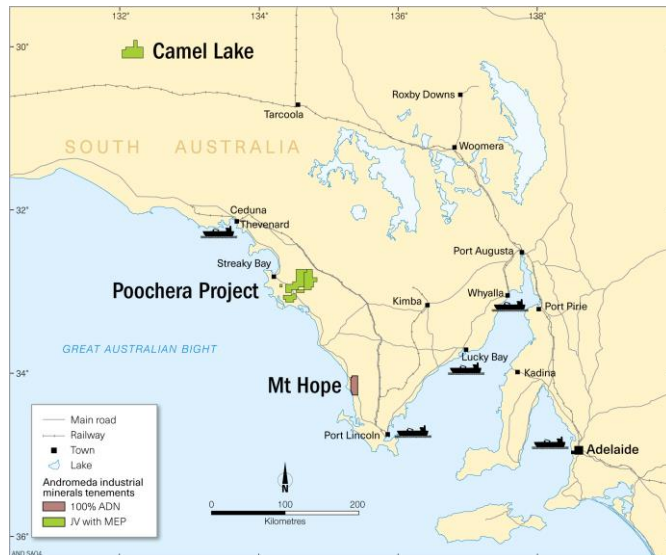 132°
134°
136°
138°
30°
Camel Lake
Roxby Downs
Tarcoola
SOUTH AUSTRALIA
Woomera
32°
Ceduna
Thevenard
Port Augusta
Streaky Bay
Poochera Project
Whyalla
Kimba
Port Pirie
GREAT AUSTRALIAN BIGHT
Lucky Bay
34°
Kadina
Mt Hope
Port Lincoln
Adelaide
Main road
Railway
Town
Lake
Andromeda industrial
minerals tenements
100% ADN
JV with MEP
N
0 100 200
Kilometres
36°